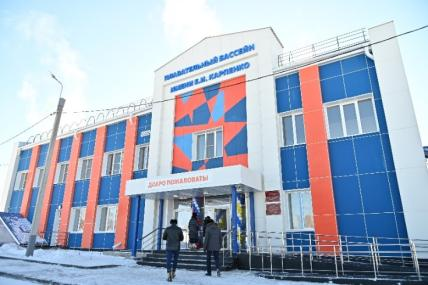 ПЛАВАТЕЛЬНЫЙ БАССЕЙН
ИМЕНИ Е.И. КАРПЕНКО
ДОБРО ПОЖАЛОВАТЬ!